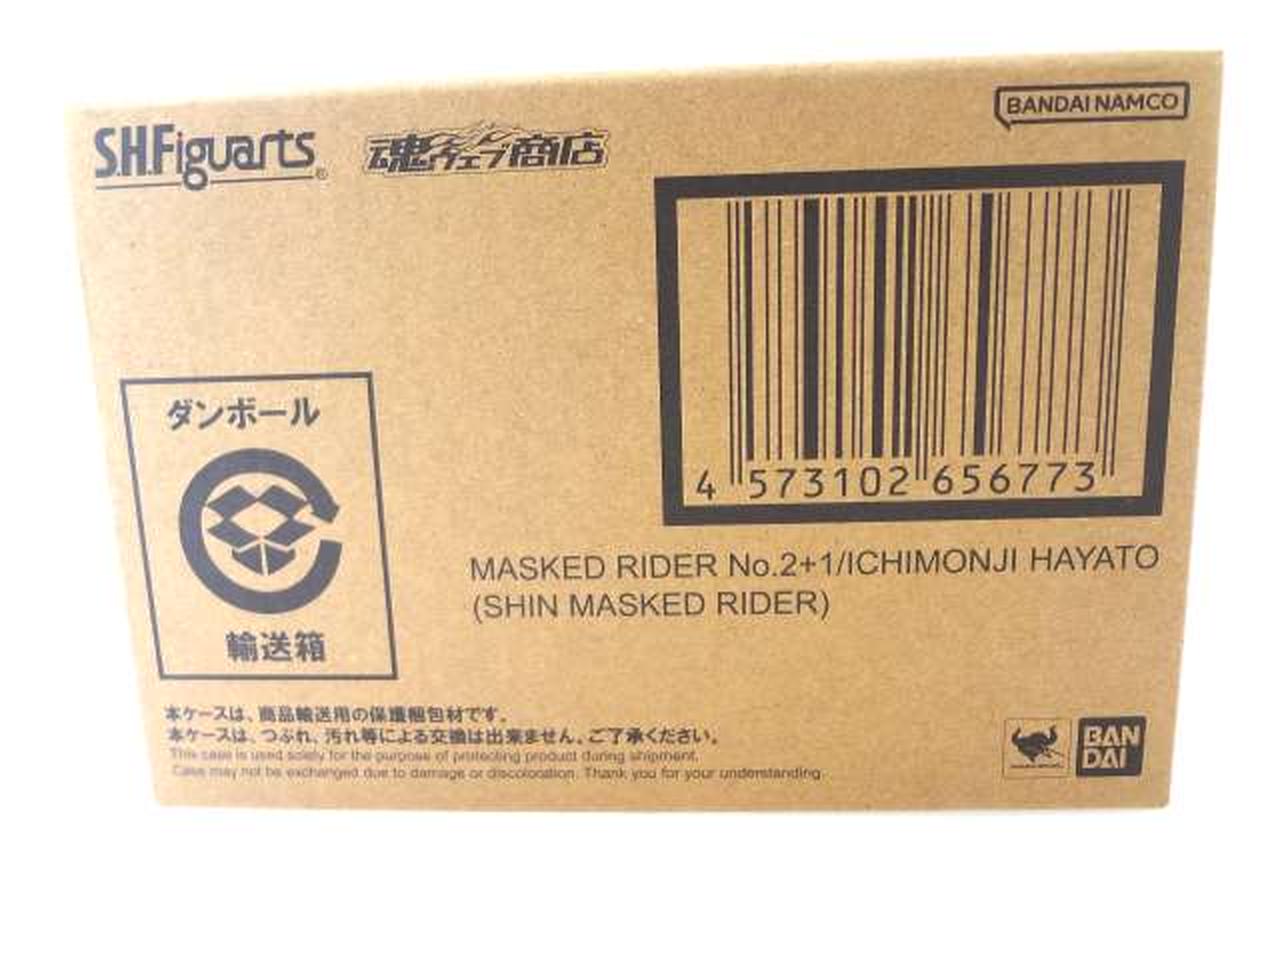 S.H.Figuarts®
魂ウェブ商店
BANDAI NAMCO
4 573102 656773
ダンボール
輸送箱
MASKED RIDER No.2+1/ICHIMONJI HAYATO
(SHIN MASKED RIDER)
本ケースは、商品輸送用の保護梱包材です。
本ケースは、つぶれ、汚れ等による交換は出来ません。ご了承ください。
This case is used solely for the purpose of protecting product during shipment.
Case may not be exchanged due to damage or discoloration. Thank you for your understanding.
BAN
DAI